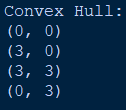 Convex Hull:
(0, 0)
(3, 0)
(3, 3)
(0, 3)